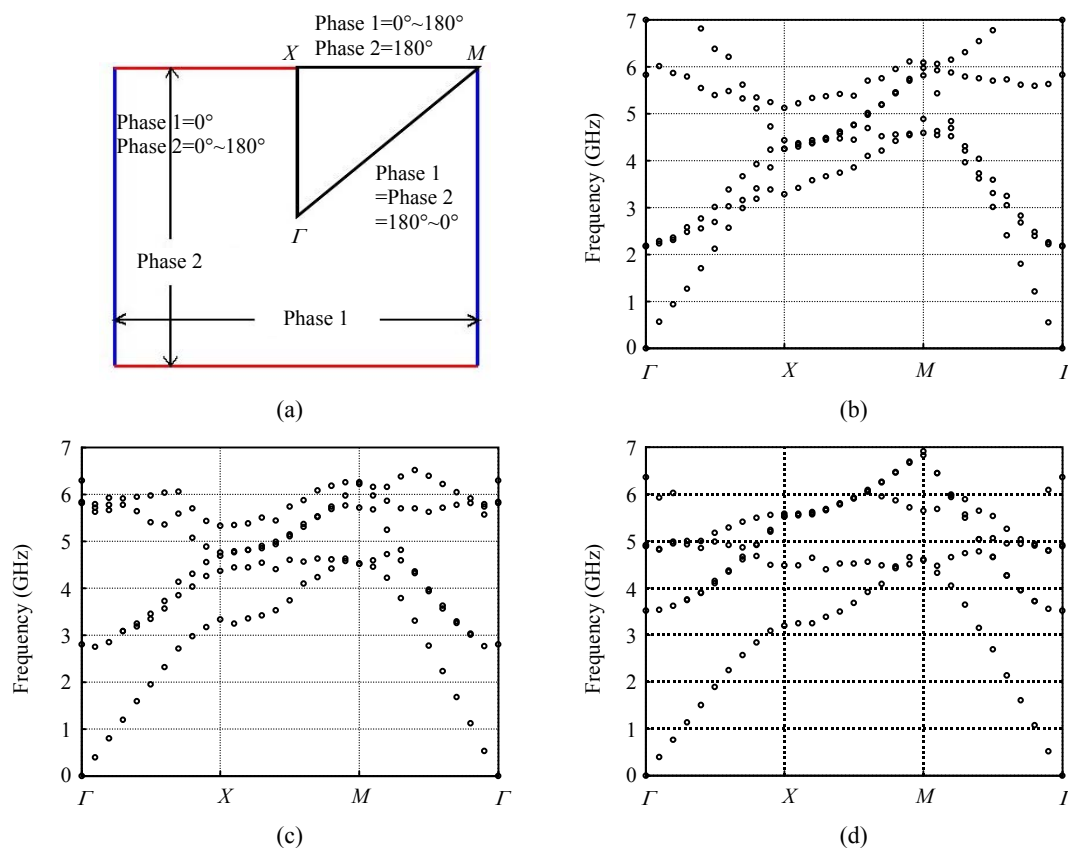 Phase 1=0°~180°
Phase 2=180°
X
M
Phase 1=0°
Phase 2=0°~180°
Phase 1
=Phase 2
=180°~0°
Γ
Phase 2
Phase 1
(a)
7
6
5
4
3
2
1
0
Frequency (GHz)
Γ
X
M
I
(b)
7
6
5
4
3
2
1
0
Frequency (GHz)
Γ
X
M
Γ
(c)
7
6
5
4
3
2
1
0
Frequency (GHz)
Γ
X
M
I
(d)